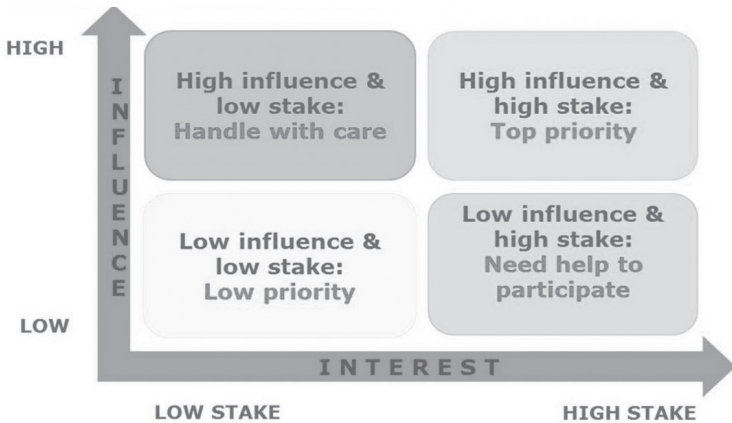 HIGH
INFLUENCE
High influence &
low stake:
Handle with care
High influence &
high stake:
Top priority
Low influence &
low stake:
Low priority
Low influence &
high stake:
Need help to
participate
LOW
INTEREST
LOW STAKE
HIGH STAKE